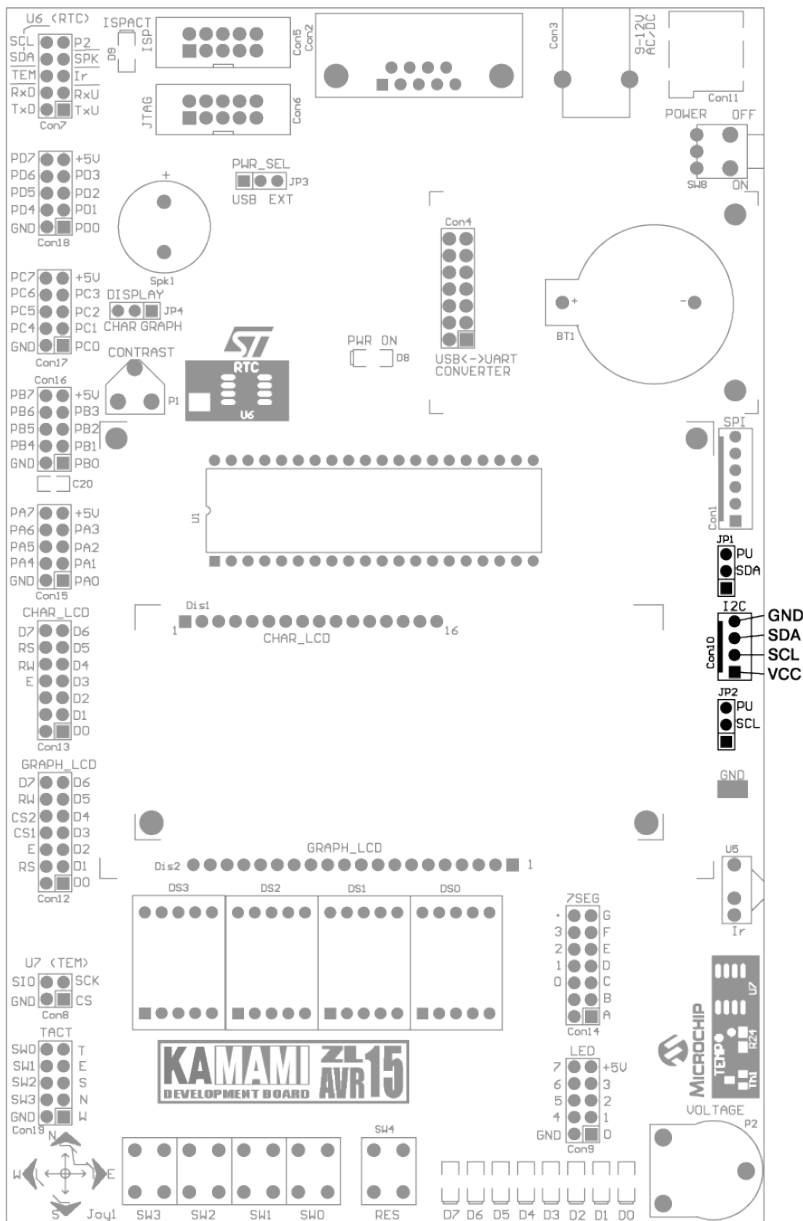 U6 (RTC)
SCL P2
SDA SPK
TEM Ir
RxD RxU
TxD TxU
Con7
ISPACT
D9
ISP
Con5
JTAG
Con6
Con2
Con3
9-12V
AC/DC
Con11
POWER OFF
SW8 ON
PD7 +5V
PD6 PD3
PD5 PD2
PD4 PD1
GND PD0
Con18
+
Spk1
PWR_SEL
JP3
USB EXT
Con4
USB<->UART
CONVERTER
+ -
BT1
PC7 +5V
PC6 PC3
PC5 PC2
PC4 PC1
GND PC0
Con17
DISPLAY
JP4
CHAR GRAPH
CONTRAST
P1
ST
RTC
U6
PWR ON
D8
Con16
PB7 +5V
PB6 PB3
PB5 PB2
PB4 PB1
GND PB0
C20
SPI
Con1
U1
PA7 +5V
PA6 PA3
PA5 PA2
PA4 PA1
GND PA0
Con15
JP1
PU
SDA
I2C
Con10
GND
SDA
SCL
VCC
JP2
PU
SCL
GND
Dis1
1 CHAR_LCD 16
CHAR_LCD
D7 D6
RS D5
RW D4
E D3
D2
D1
D0
Con13
GRAPH_LCD
D7 D6
RW D5
CS2 D4
CS1 D3
E D2
RS D1
D0
Con12
GRAPH_LCD
Dis2 1
DS3 DS2 DS1 DS0
U5
Ir
7SEG
. G
3 F
2 E
1 D
0 C
B
A
Con14
U7 (TEM)
SIO SCK
GND CS
Con8
TACT
SW0 T
SW1 E
SW2 S
SW3 N
GND W
Con19
KAMAMI
DEVELOPMENT BOARD
ZL
AVR 15
LED
7 +5V
6 3
5 2
4 1
GND 0
Con9
MICROCHIP
U7
R24
TH1
VOLTAGE
P2
N
W E
S
Joy1
SW3 SW2 SW1 SW0
SW4
RES
D7 D6 D5 D4 D3 D2 D1 D0